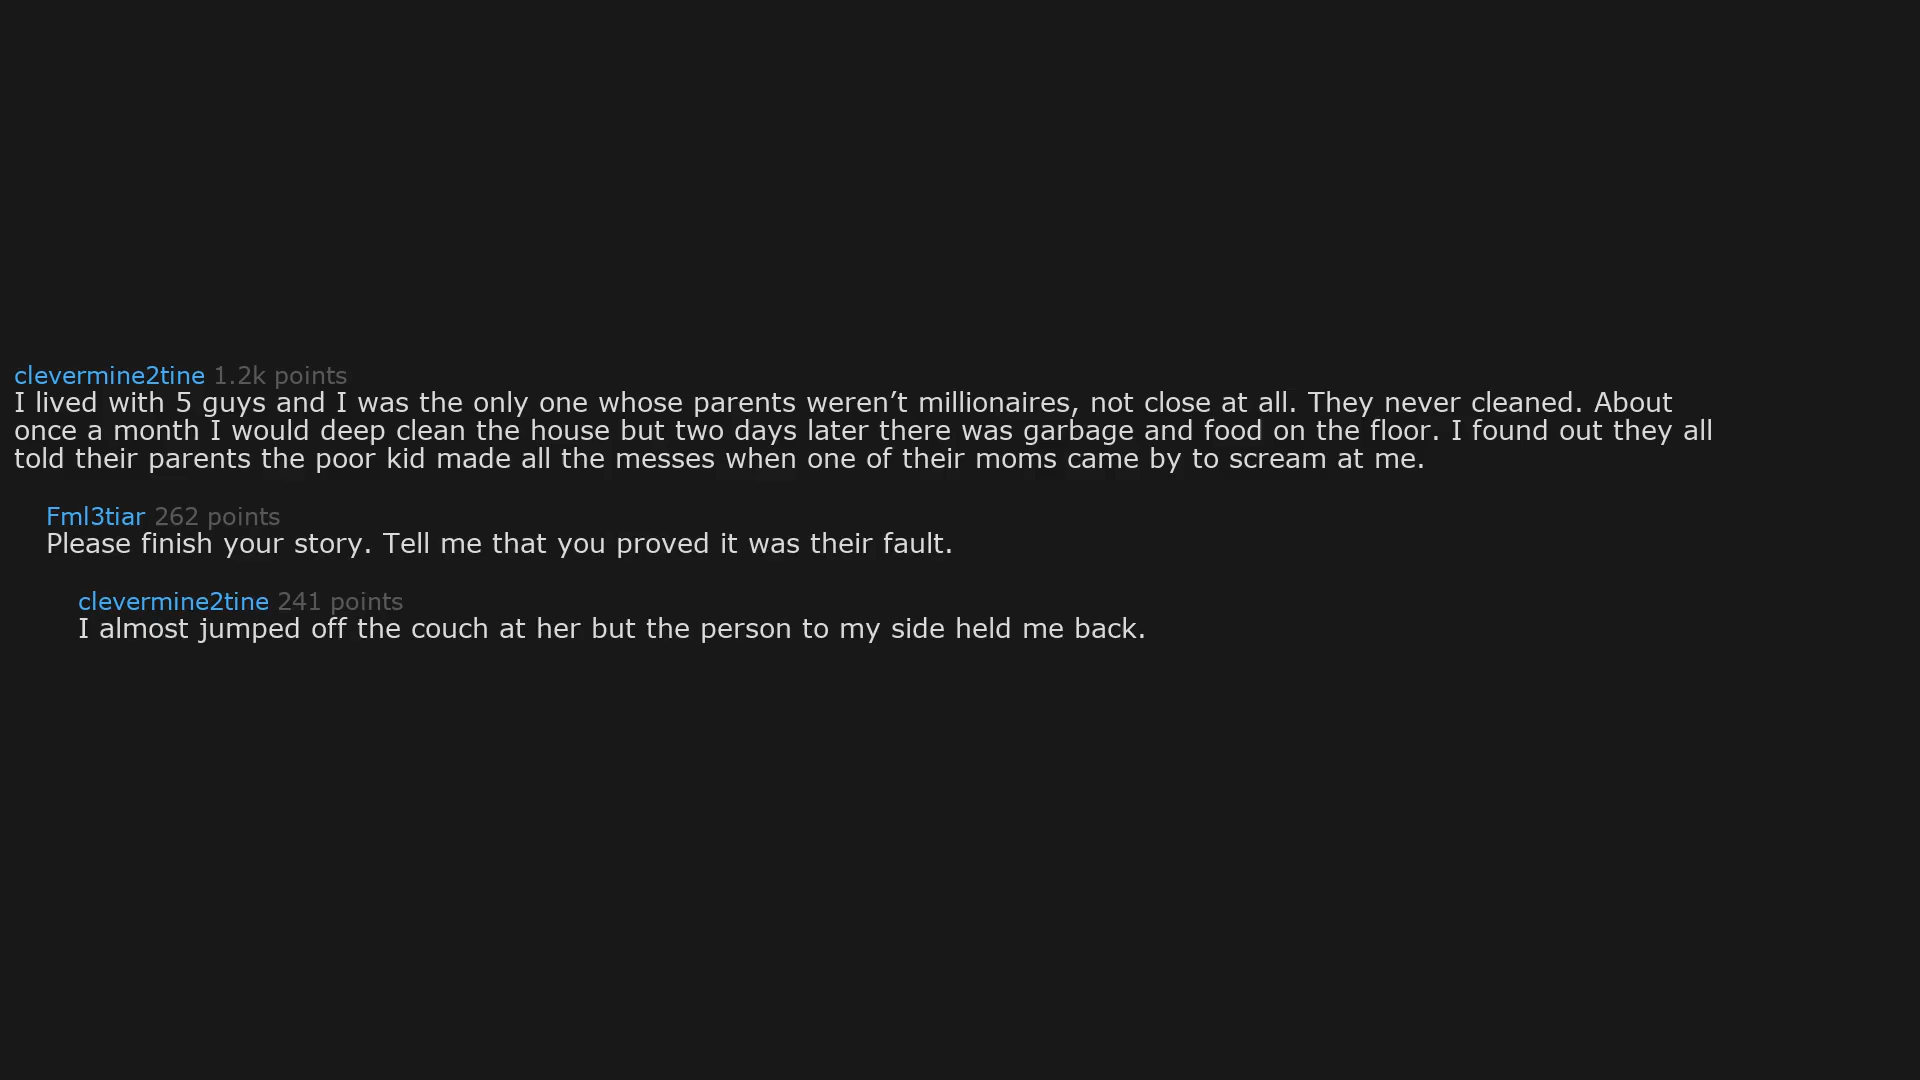 clevermine2tine 1.2k points
I lived with 5 guys and I was the only one whose parents weren’t millionaires, not close at all. They never cleaned. About
once a month I would deep clean the house but two days later there was garbage and food on the floor. I found out they all
told their parents the poor kid made all the messes when one of their moms came by to scream at me.
Fml3tiar 262 points
Please finish your story. Tell me that you proved it was their fault.
clevermine2tine 241 points
I almost jumped off the couch at her but the person to my side held me back.